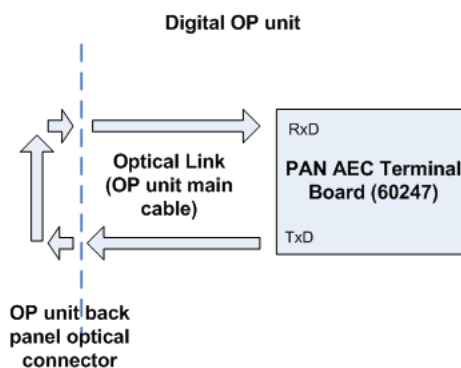 Digital OP unit
RxD
PAN AEC Terminal
Board (60247)
TxD
Optical Link
(OP unit main
cable)
OP unit back
panel optical
connector